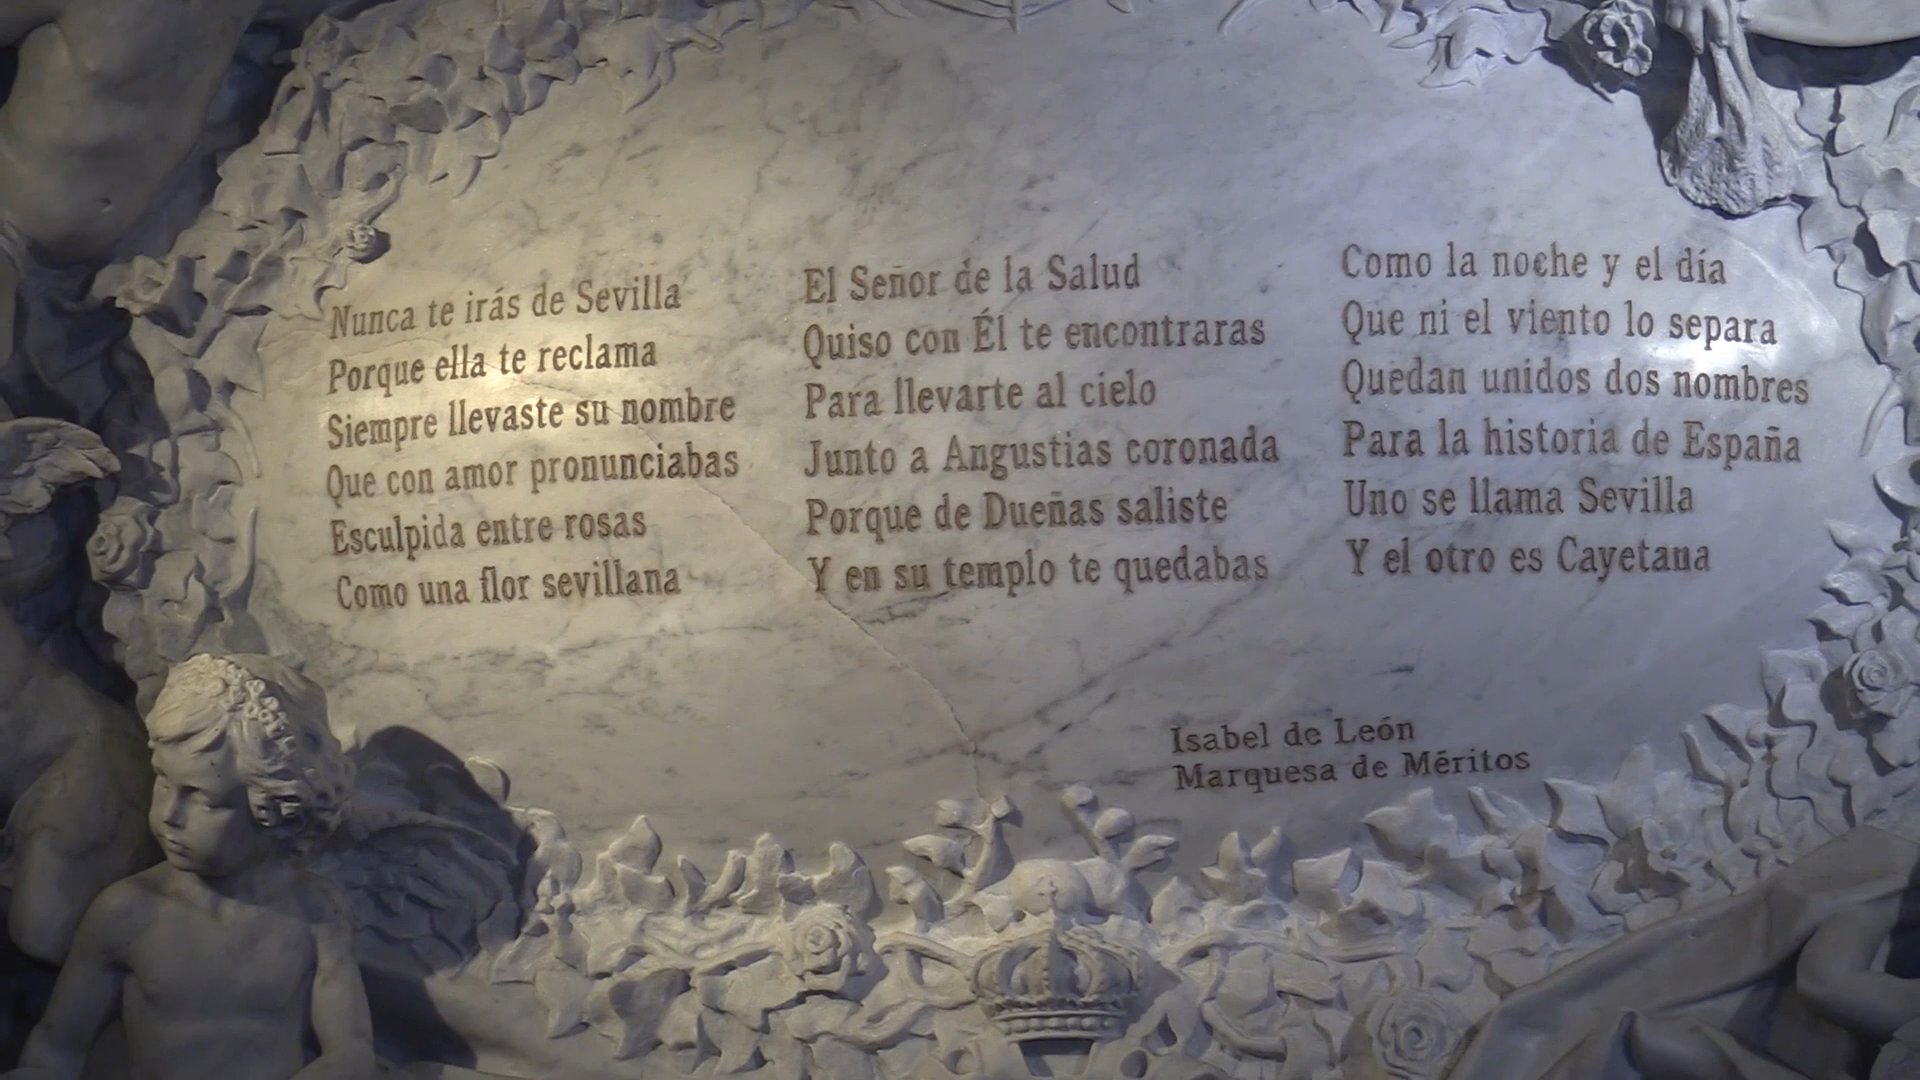 Nunca te irás de Sevilla
Porque ella te reclama
Siempre llevaste su nombre
Que con amor pronunciabas
Esculpida entre rosas
Como una flor sevillana
El Señor de la Salud
Quiso con Él te encontraras
Para llevarte al cielo
Junto a Angustias coronada
Porque de Dueñas saliste
Y en su templo te quedabas
Como la noche y el día
Que ni el viento lo separa
Quedan unidos dos nombres
Para la historia de España
Uno se llama Sevilla
Y el otro es Cayetana
Isabel de León
Marquesa de Méritos